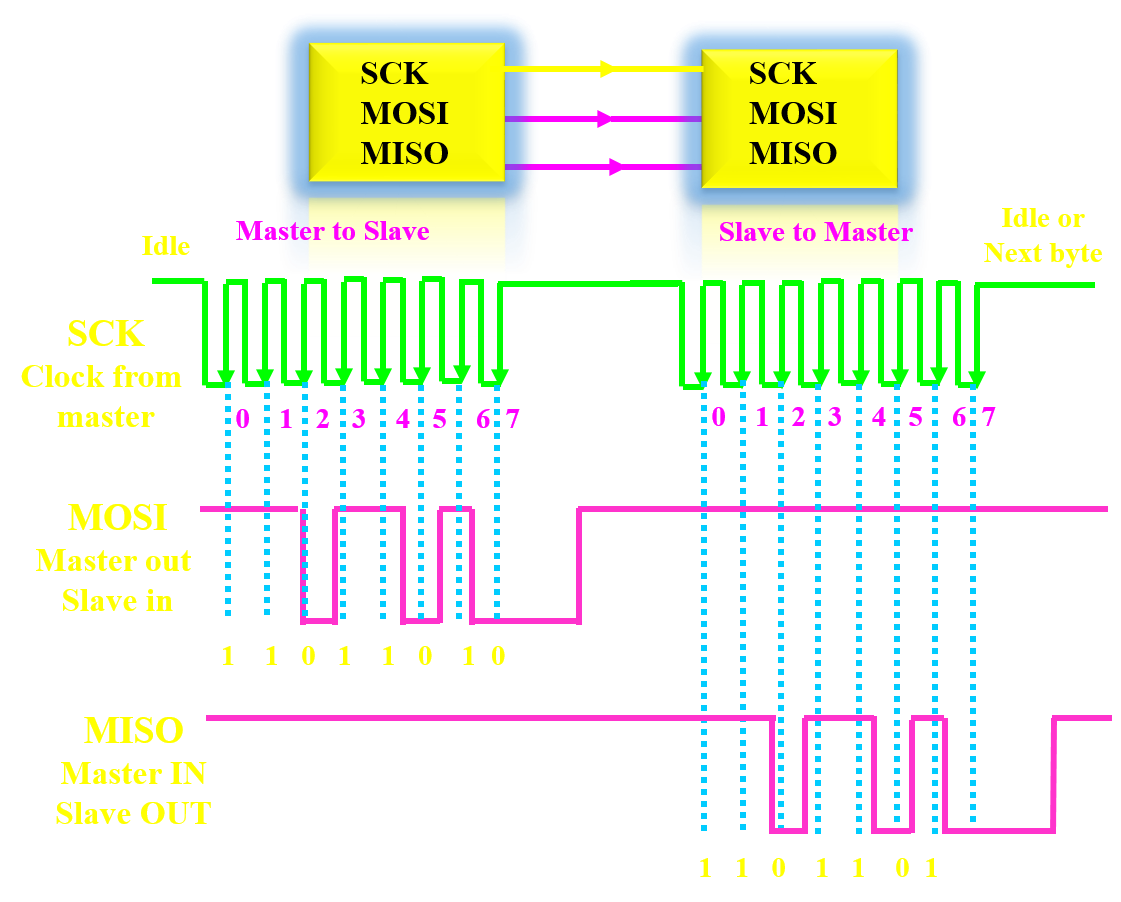 SCK
MOSI
MISO
SCK
MOSI
MISO
Idle
Master to Slave
Slave to Master
Idle or
Next byte
SCK
Clock from
master
0 1 2 3 4 5 6 7
0 1 2 3 4 5 6 7
MOSI
Master out
Slave in
1 1 0 1 1 0 1 0
MISO
Master IN
Slave OUT
1 1 0 1 1 0 1